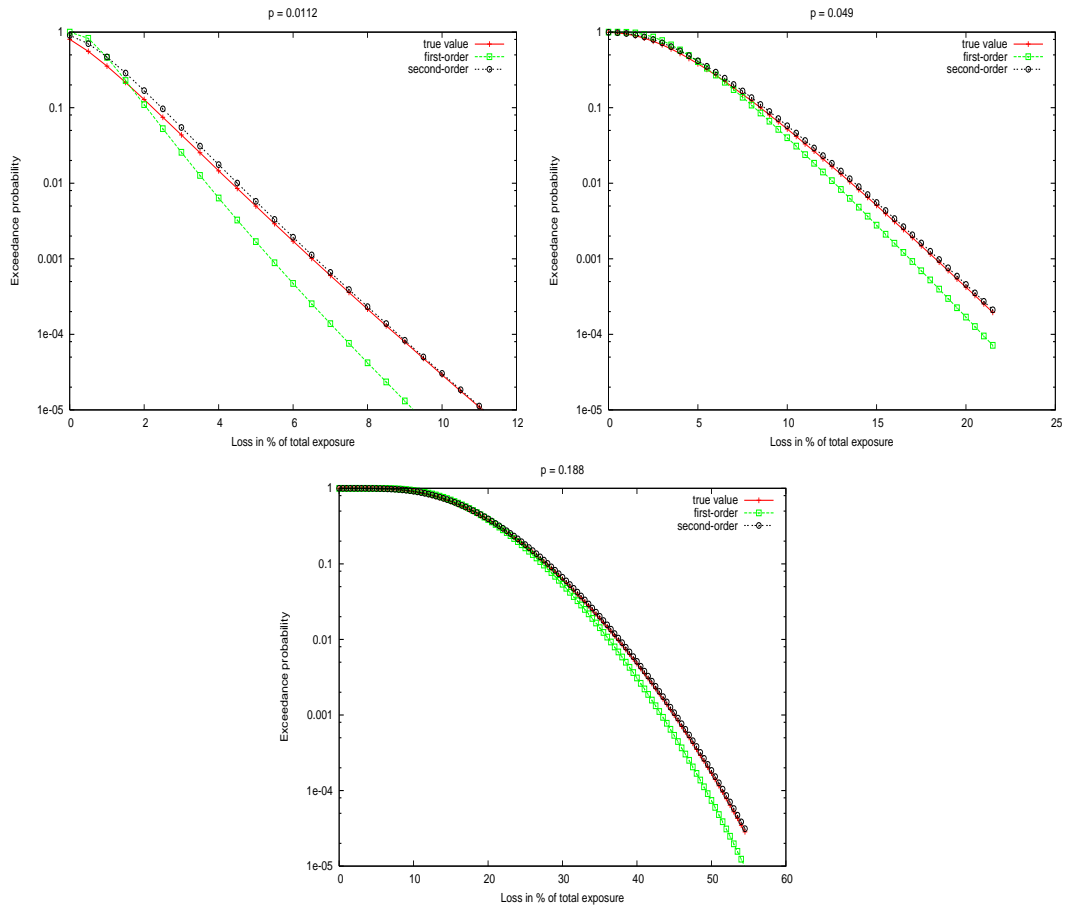 p = 0.0112
1
0.1
0.01
0.001
1e-04
1e-05
0
2
4
6
8
10
12
Exceedance probability
Loss in % of total exposure
true value
first-order
second-order
p = 0.049
1
0.1
0.01
0.001
1e-04
1e-05
0
5
10
15
20
25
Exceedance probability
Loss in % of total exposure
true value
first-order
second-order
p = 0.188
1
0.1
0.01
0.001
1e-04
1e-05
0
10
20
30
40
50
60
Exceedance probability
Loss in % of total exposure
true value
first-order
second-order